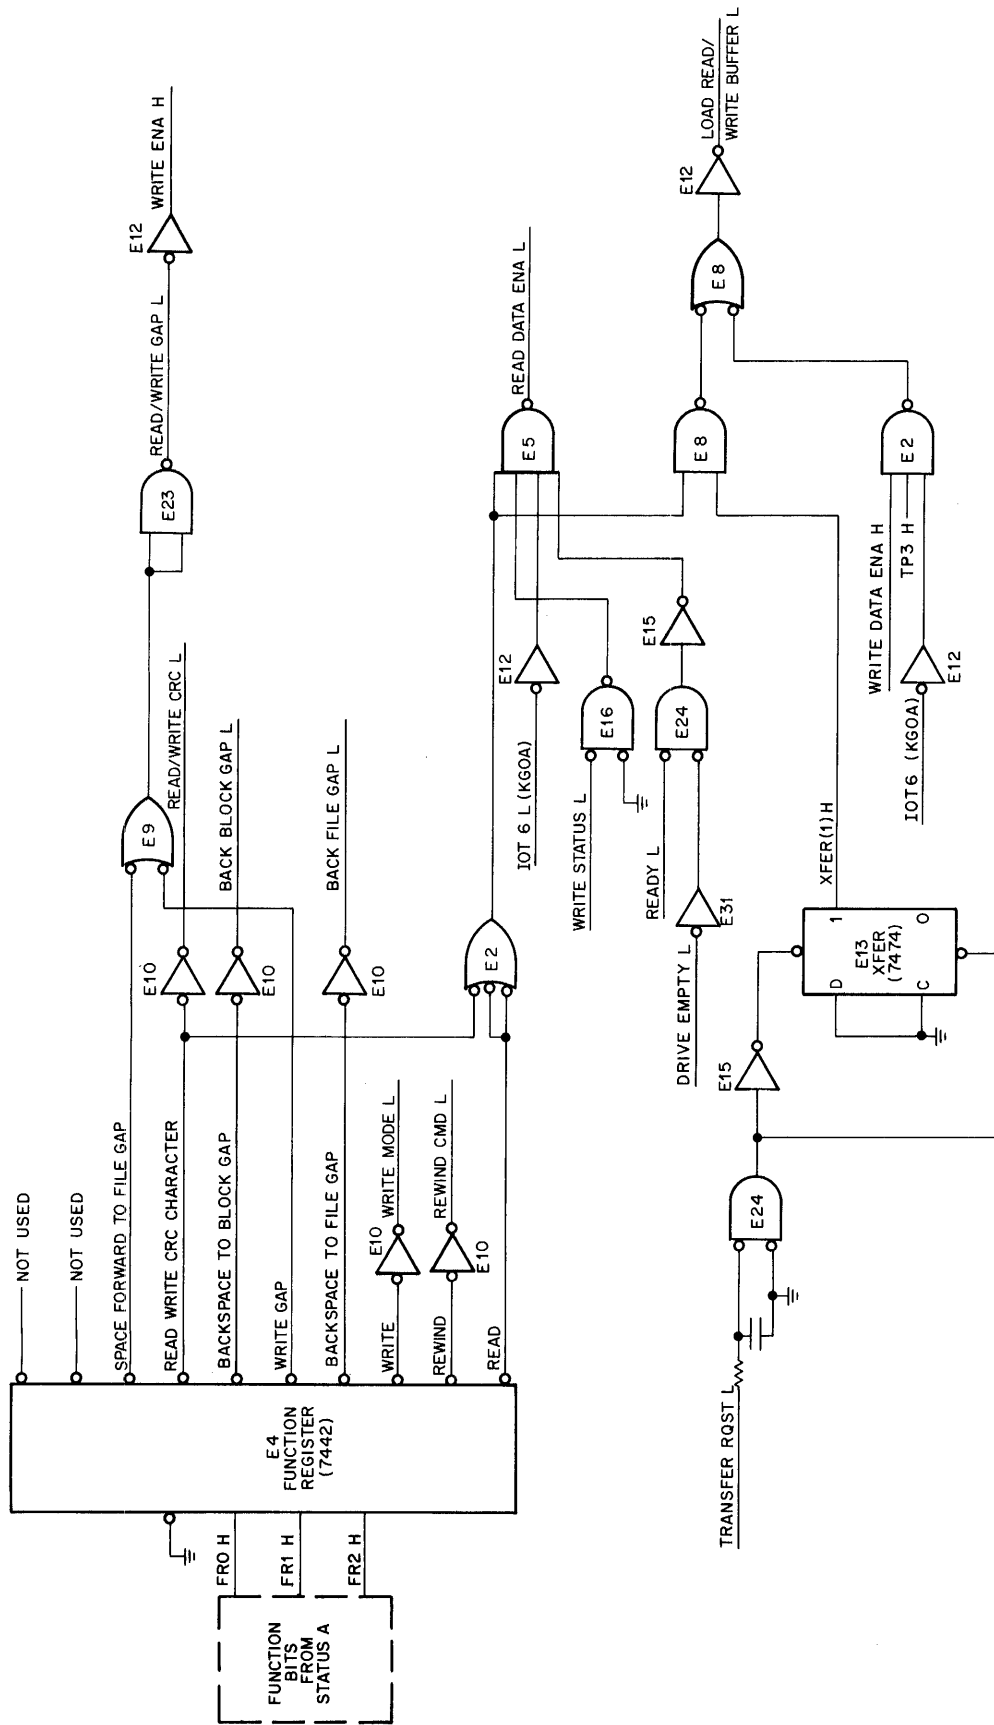 NOT USED
NOT USED
SPACE FORWARD TO FILE GAP
READ WRITE CRC CHARACTER
BACKSPACE TO BLOCK GAP
WRITE GAP
BACKSPACE TO FILE GAP
WRITE
REWIND
READ
E4
FUNCTION
REGISTER
(7442)
FR0 H
FR1 H
FR2 H
FUNCTION
BITS
FROM
STATUS A
E9
E23
READ/WRITE GAP L
E12
WRITE ENA H
E10
READ/WRITE CRC L
E10
BACK BLOCK GAP L
E10
BACK FILE GAP L
E10
WRITE MODE L
E10
REWIND CMD L
E2
E5
READ DATA ENA L
IOT 6 L (KGOA)
E12
WRITE STATUS L
E16
READY L
E24
E15
DRIVE EMPTY L
E31
E8
E8
E12
LOAD READ/
WRITE BUFFER L
WRITE DATA ENA H
TP3 H
IOT6 (KGOA)
E12
E2
TRANSFER RQST L
E24
E15
D
1
E13
XFER
(7474)
C
0
XFER(1) H